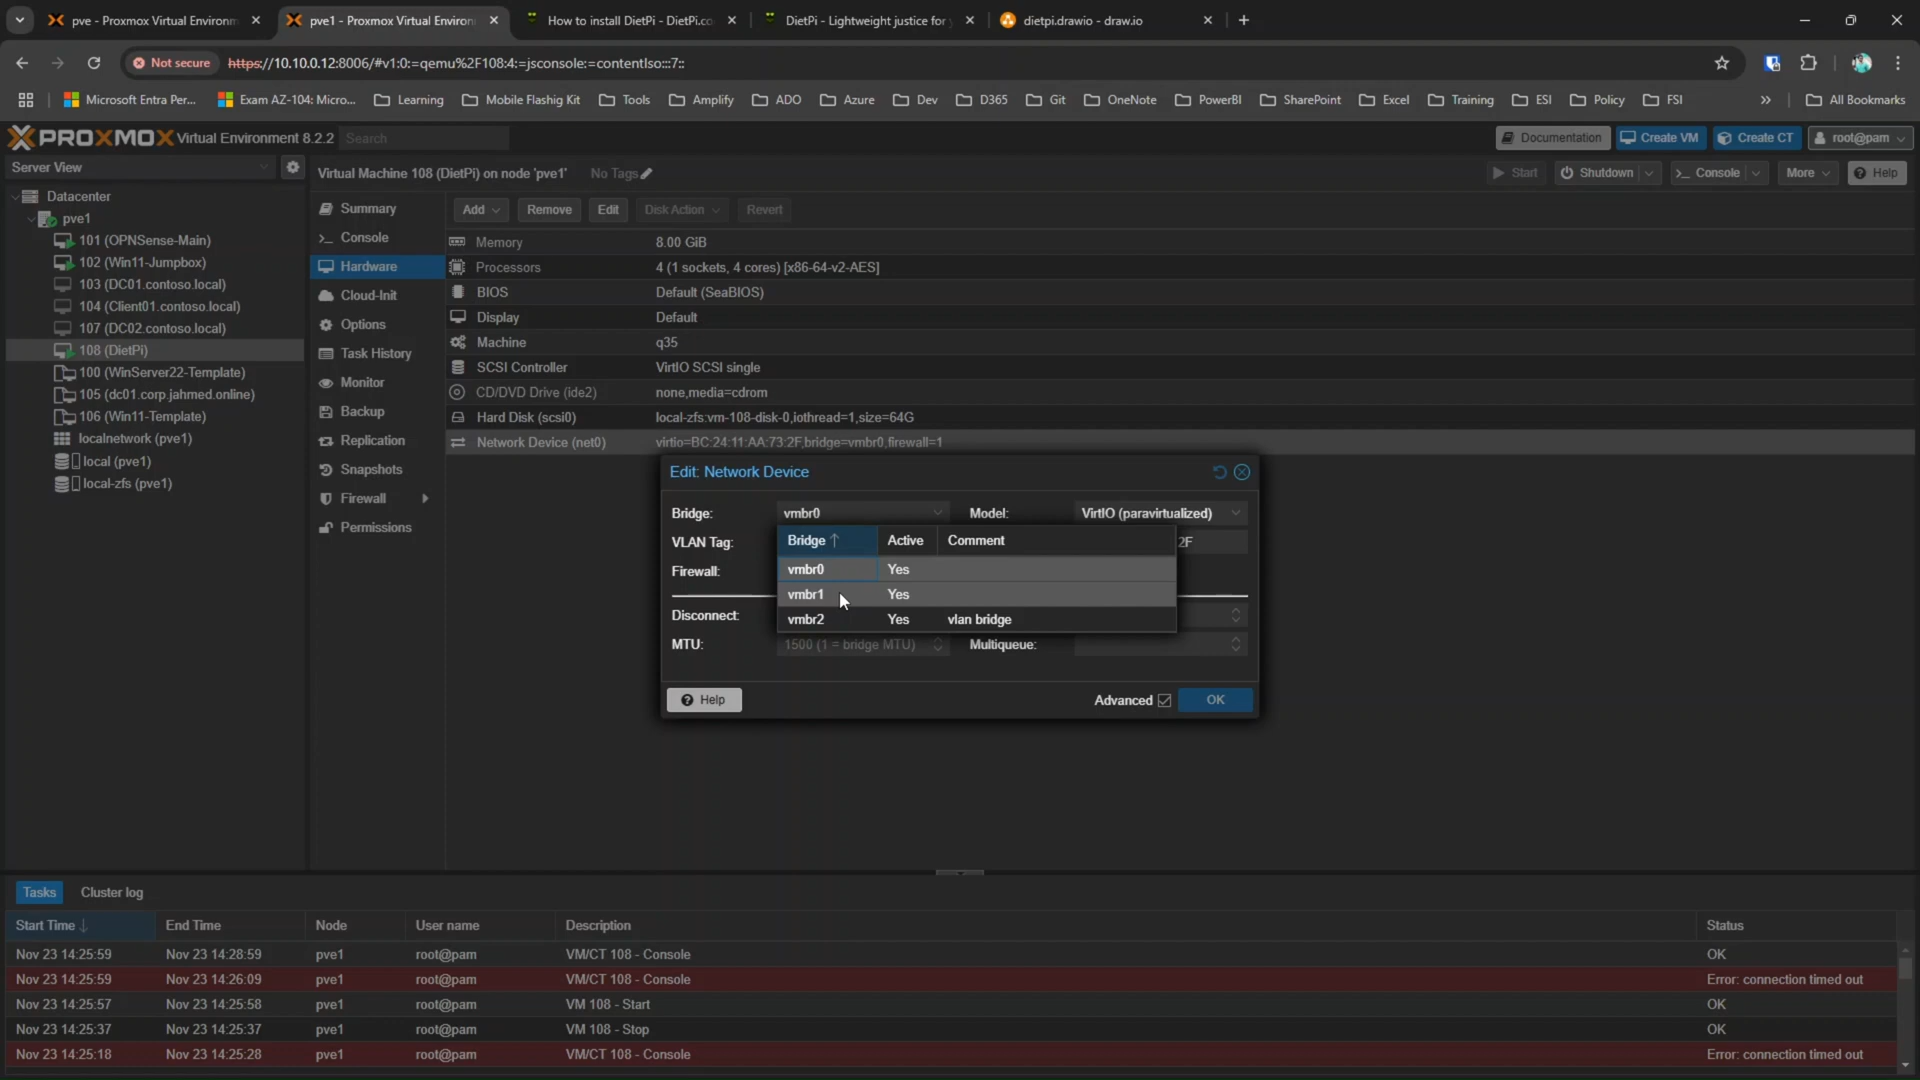 pve - Proxmox Virtual Environm
pve1 - Proxmox Virtual Environ
How to install DietPi - DietPi.co
DietPi - Lightweight justice for y
dietpi.drawio - draw.io
Not secure
https://10.10.0.12:8006/#v1:0:=qemu%2F108:4:=jsconsole:=contentIso:::7::
Microsoft Entra Per...
Exam AZ-104: Micro...
Learning
Mobile Flashig Kit
Tools
Amplify
ADO
Azure
Dev
D365
Git
OneNote
PowerBI
SharePoint
Excel
Training
ESI
Policy
FSI
All Bookmarks
PROXMOX Virtual Environment 8.2.2
Search
Documentation
Create VM
Create CT
root@pam
Server View
Virtual Machine 108 (DietPi) on node 'pve1'
No Tags
Start
Shutdown
Console
More
Help
Datacenter
pve1
101 (OPNSense-Main)
102 (Win11-Jumpbox)
103 (DC01.contoso.local)
104 (Client01.contoso.local)
107 (DC02.contoso.local)
108 (DietPi)
100 (WinServer22-Template)
105 (dc01.corp.jahmed.online)
106 (Win11-Template)
localnetwork (pve1)
local (pve1)
local-zfs (pve1)
Summary
Console
Hardware
Cloud-Init
Options
Task History
Monitor
Backup
Replication
Snapshots
Firewall
Permissions
Add
Remove
Edit
Disk Action
Revert
Memory 8.00 GiB
Processors 4 (1 sockets, 4 cores) [x86-64-v2-AES]
BIOS Default (SeaBIOS)
Display Default
Machine q35
SCSI Controller VirtIO SCSI single
CD/DVD Drive (ide2) none,media=cdrom
Hard Disk (scsi0) local-zfs:vm-108-disk-0,iothread=1,size=64G
Network Device (net0) virtio=BC:24:11:AA:73:2F,bridge=vmbr0,firewall=1
Edit: Network Device
Bridge: vmbr0 Model: VirtIO (paravirtualized)
VLAN Tag: 2F
Firewall:
Bridge Active Comment
vmbr0 Yes
vmbr1 Yes
vmbr2 Yes vlan bridge
Disconnect:
MTU: 1500 (1 = bridge MTU) Multiqueue:
Help
Advanced
OK
Tasks
Cluster log
Start Time End Time Node User name Description Status
Nov 23 14:25:59 Nov 23 14:28:59 pve1 root@pam VM/CT 108 - Console OK
Nov 23 14:25:59 Nov 23 14:26:09 pve1 root@pam VM/CT 108 - Console Error: connection timed out
Nov 23 14:25:57 Nov 23 14:25:58 pve1 root@pam VM 108 - Start OK
Nov 23 14:25:37 Nov 23 14:25:37 pve1 root@pam VM 108 - Stop OK
Nov 23 14:25:18 Nov 23 14:25:28 pve1 root@pam VM/CT 108 - Console Error: connection timed out